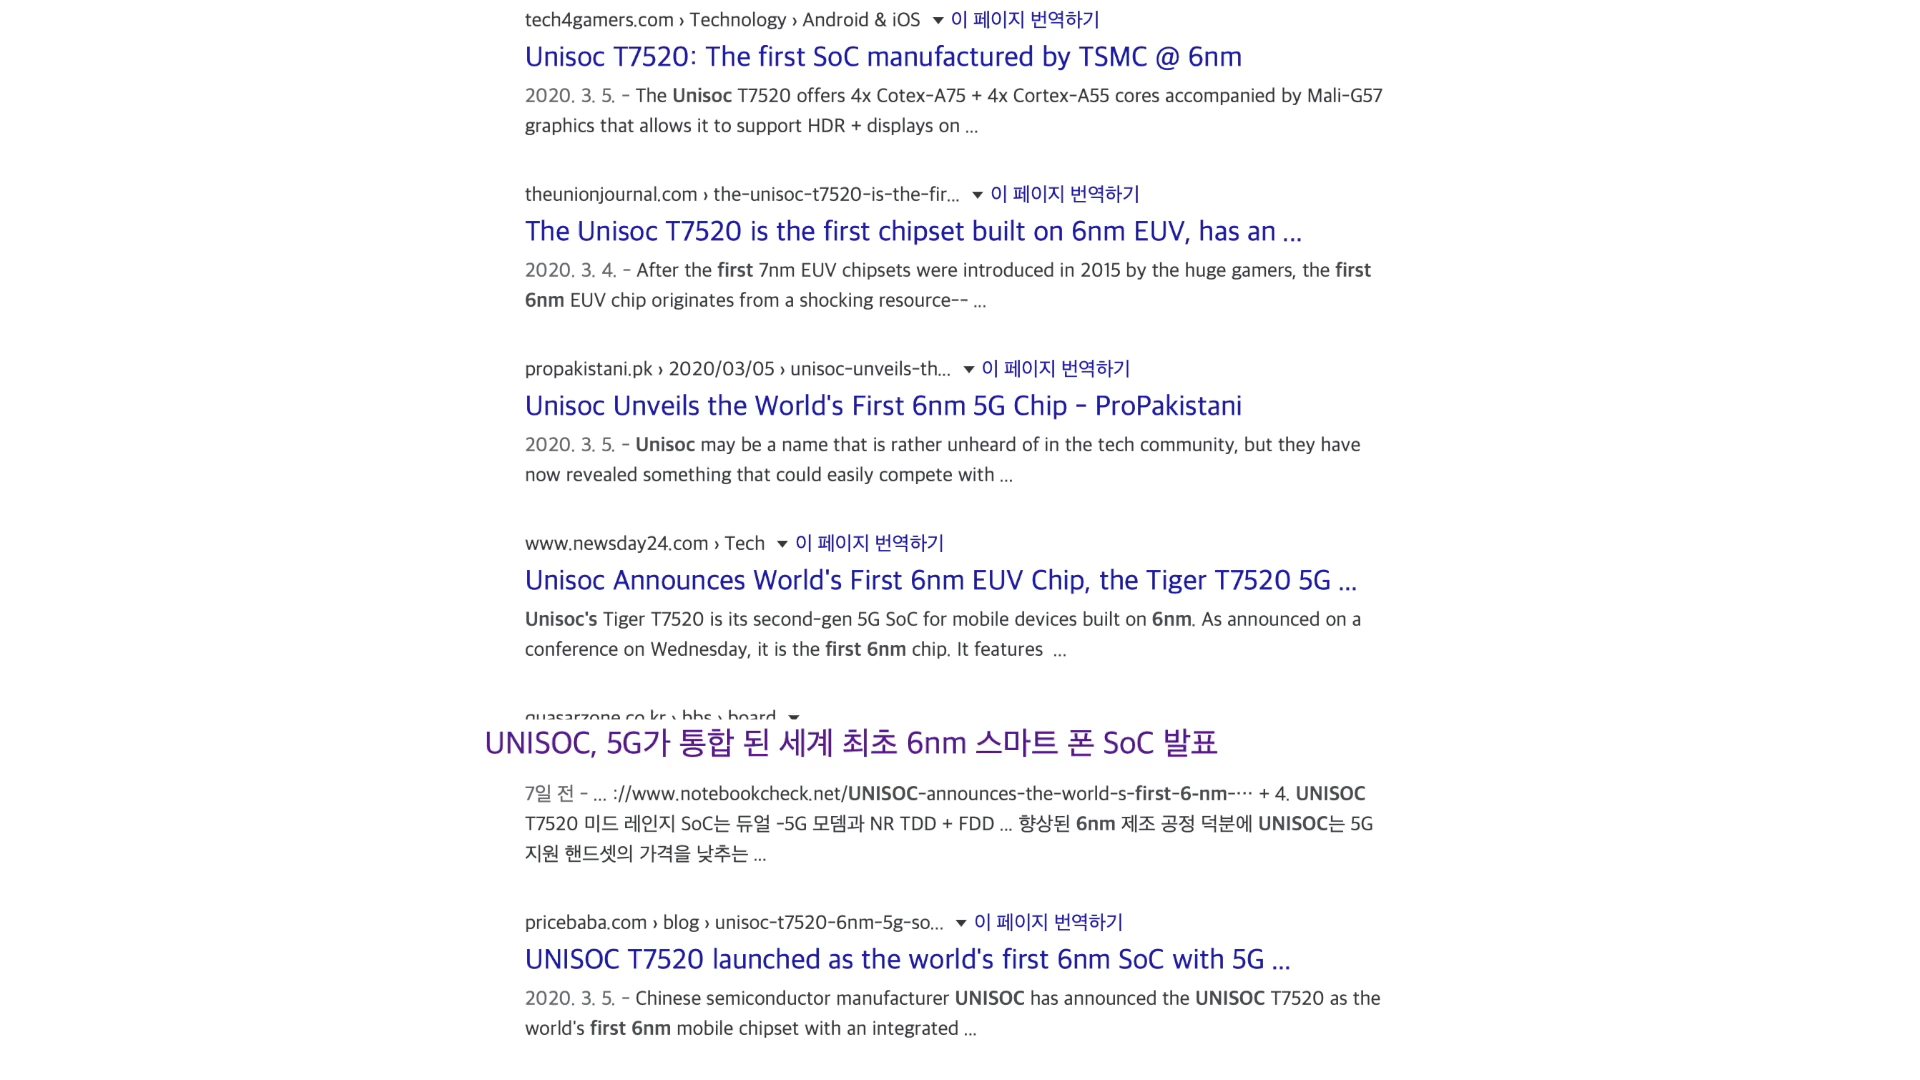 tech4gamers.com › Technology › Android & iOS ▼ 이 페이지 번역하기
Unisoc T7520: The first SoC manufactured by TSMC @ 6nm
2020. 3. 5. - The Unisoc T7520 offers 4x Cotex-A75 + 4x Cortex-A55 cores accompanied by Mali-G57
graphics that allows it to support HDR + displays on ...
theunionjournal.com › the-unisoc-t7520-is-the-fir... ▼ 이 페이지 번역하기
The Unisoc T7520 is the first chipset built on 6nm EUV, has an ...
2020. 3. 4. - After the first 7nm EUV chipsets were introduced in 2015 by the huge gamers, the first
6nm EUV chip originates from a shocking resource-- ...
propakistani.pk › 2020/03/05 › unisoc-unveils-th... ▼ 이 페이지 번역하기
Unisoc Unveils the World's First 6nm 5G Chip - ProPakistani
2020. 3. 5. - Unisoc may be a name that is rather unheard of in the tech community, but they have
now revealed something that could easily compete with ...
www.newsday24.com › Tech ▼ 이 페이지 번역하기
Unisoc Announces World's First 6nm EUV Chip, the Tiger T7520 5G ...
Unisoc's Tiger T7520 is its second-gen 5G SoC for mobile devices built on 6nm. As announced on a
conference on Wednesday, it is the first 6nm chip. It features ...
quasarzone.co.kr › bbs › board ▼
UNISOC, 5G가 통합 된 세계 최초 6nm 스마트 폰 SoC 발표
7일 전 - ... ://www.notebookcheck.net/UNISOC-announces-the-world-s-first-6-nm-··· + 4. UNISOC
T7520 미드 레인지 SoC는 듀얼 -5G 모뎀과 NR TDD + FDD ... 향상된 6nm 제조 공정 덕분에 UNISOC는 5G
지원 핸드셋의 가격을 낮추는 ...
pricebaba.com › blog › unisoc-t7520-6nm-5g-so... ▼ 이 페이지 번역하기
UNISOC T7520 launched as the world's first 6nm SoC with 5G ...
2020. 3. 5. - Chinese semiconductor manufacturer UNISOC has announced the UNISOC T7520 as the
world's first 6nm mobile chipset with an integrated ...